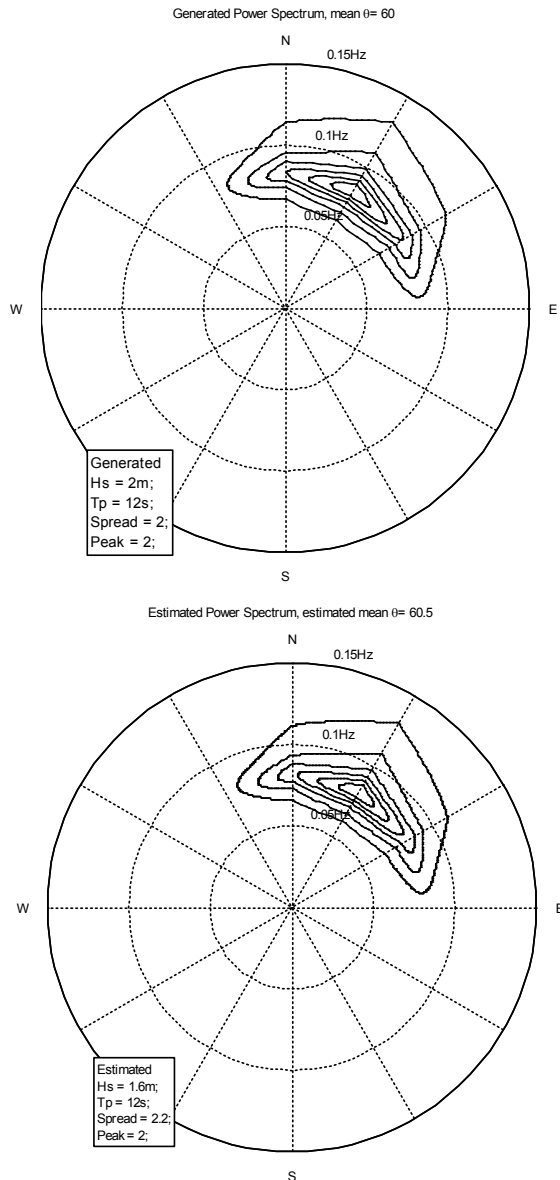 Generated Power Spectrum, mean θ= 60
N
0.15Hz
0.1Hz
0.05Hz
W
E
Generated
Hs = 2m;
Tp = 12s;
Spread = 2;
Peak = 2;
S
Estimated Power Spectrum, estimated mean θ= 60.5
N
0.15Hz
0.1Hz
0.05Hz
W
E
Estimated
Hs = 1.6m;
Tp = 12s;
Spread = 2.2;
Peak = 2;
S